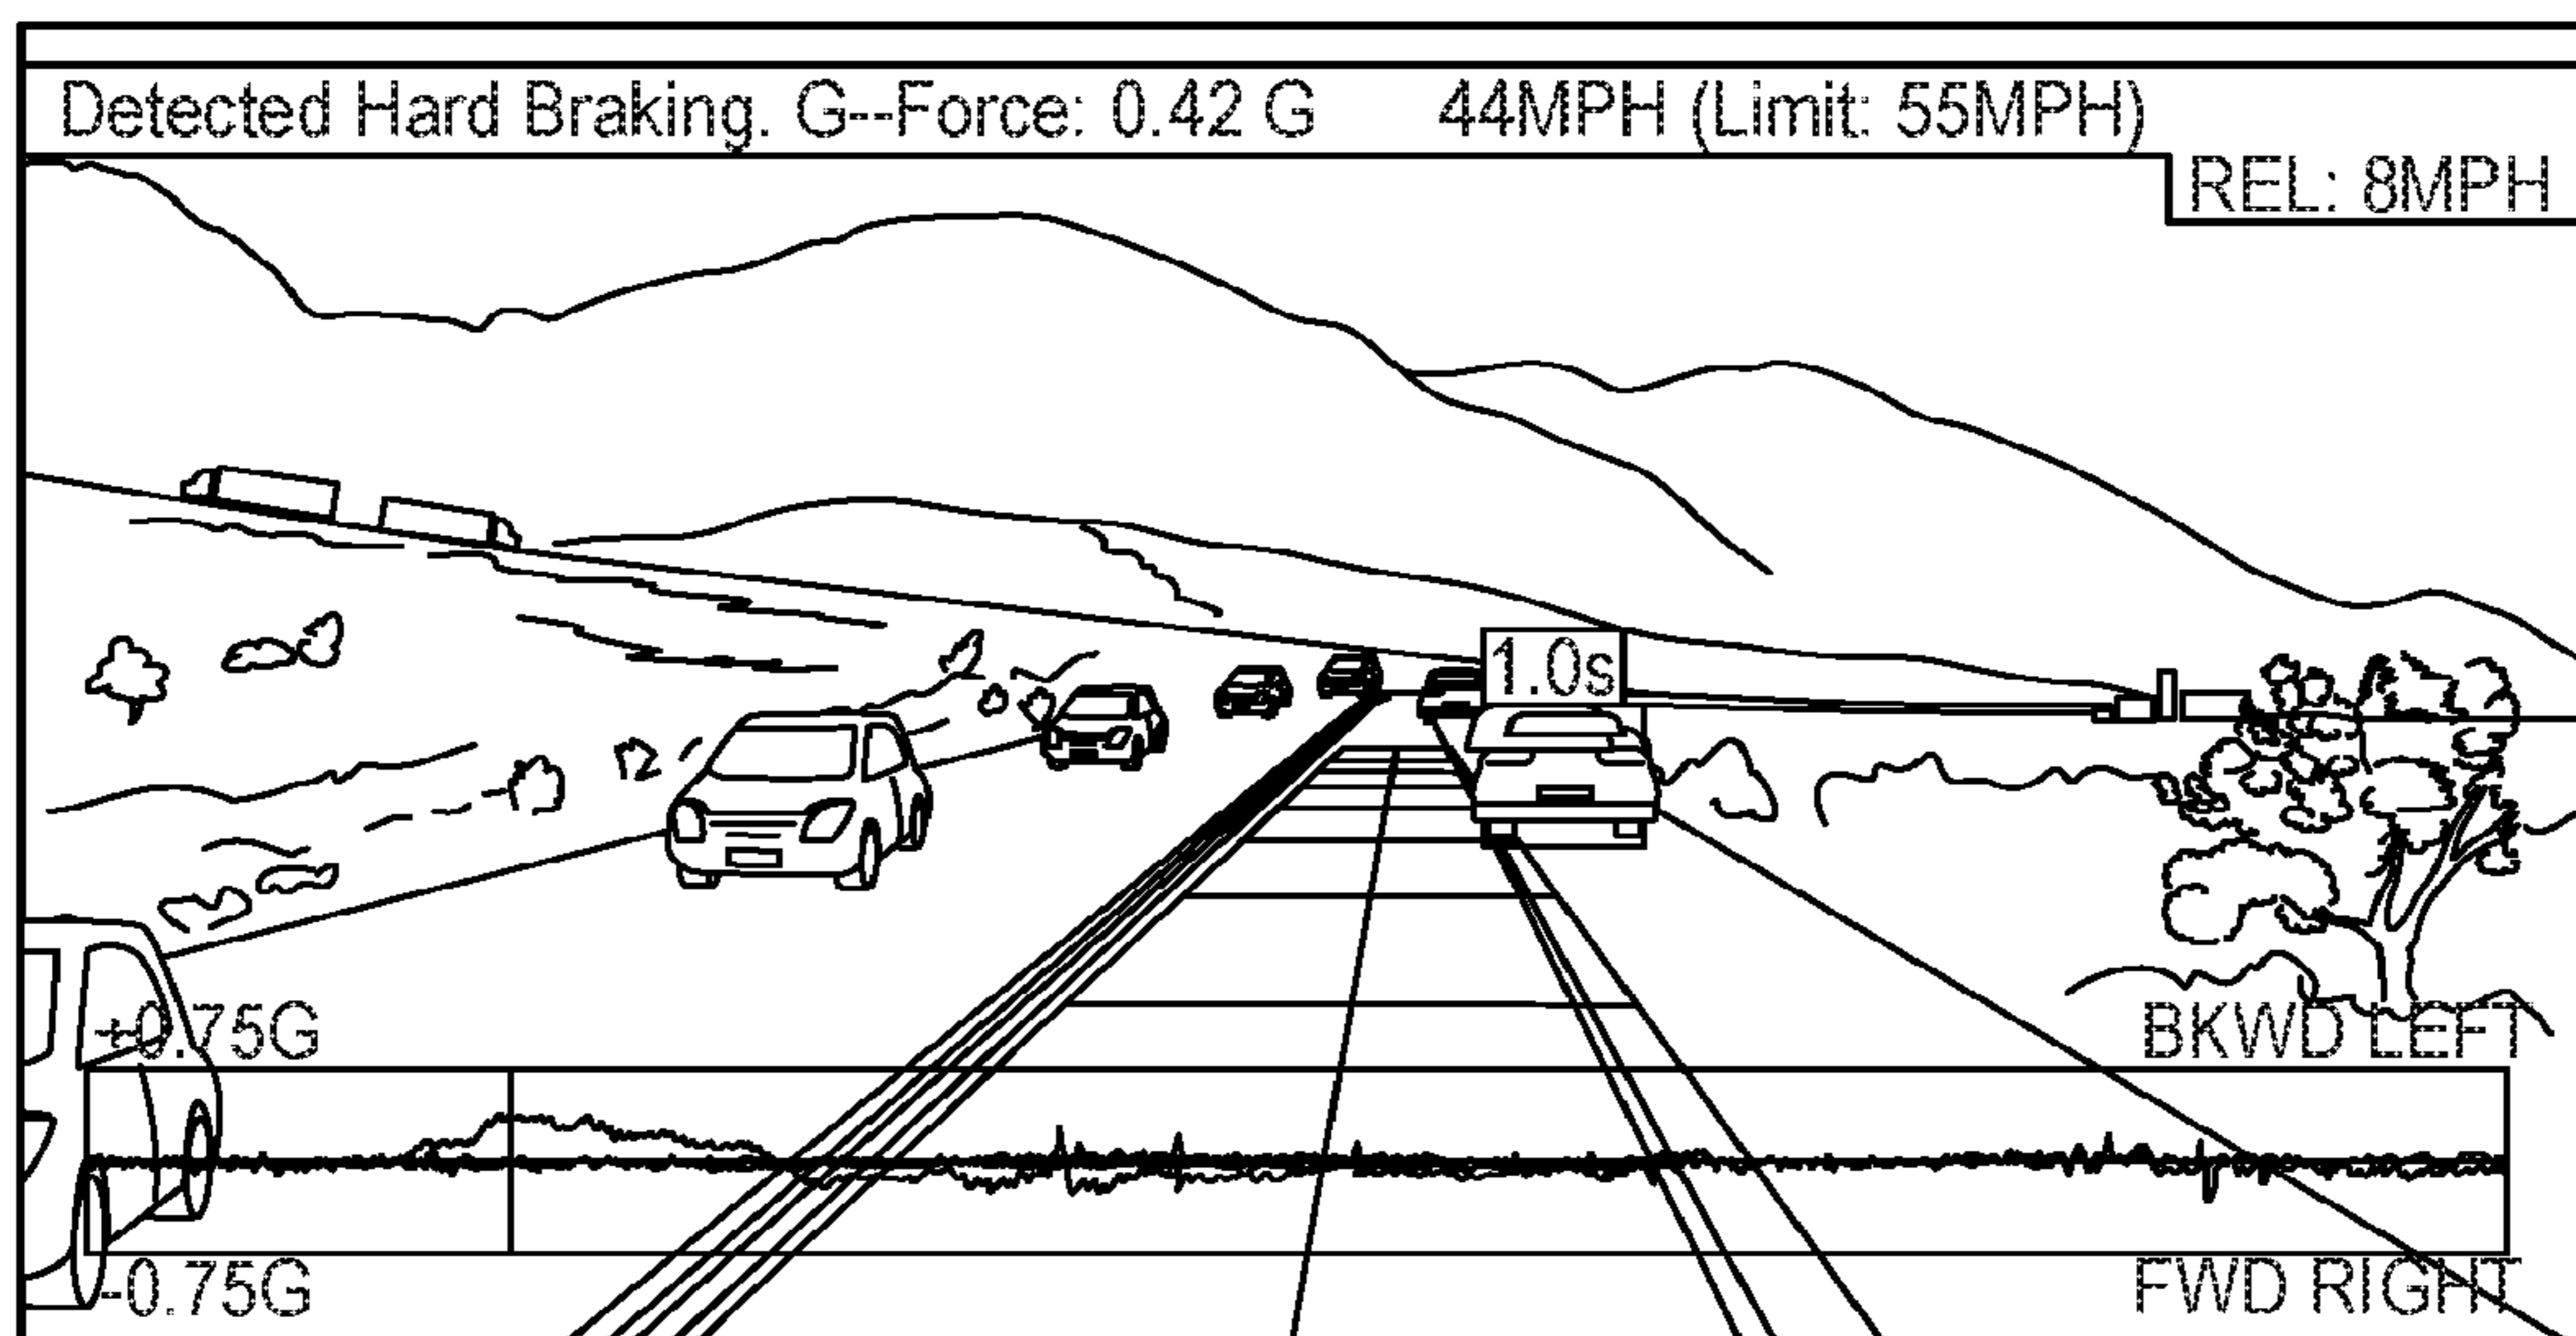 Detected Hard Braking. G--Force: 0.42 G 44MPH (Limit: 55MPH)
REL: 8MPH
1.0s
+0.75G BKWD LEFT
-0.75G FWD RIGHT